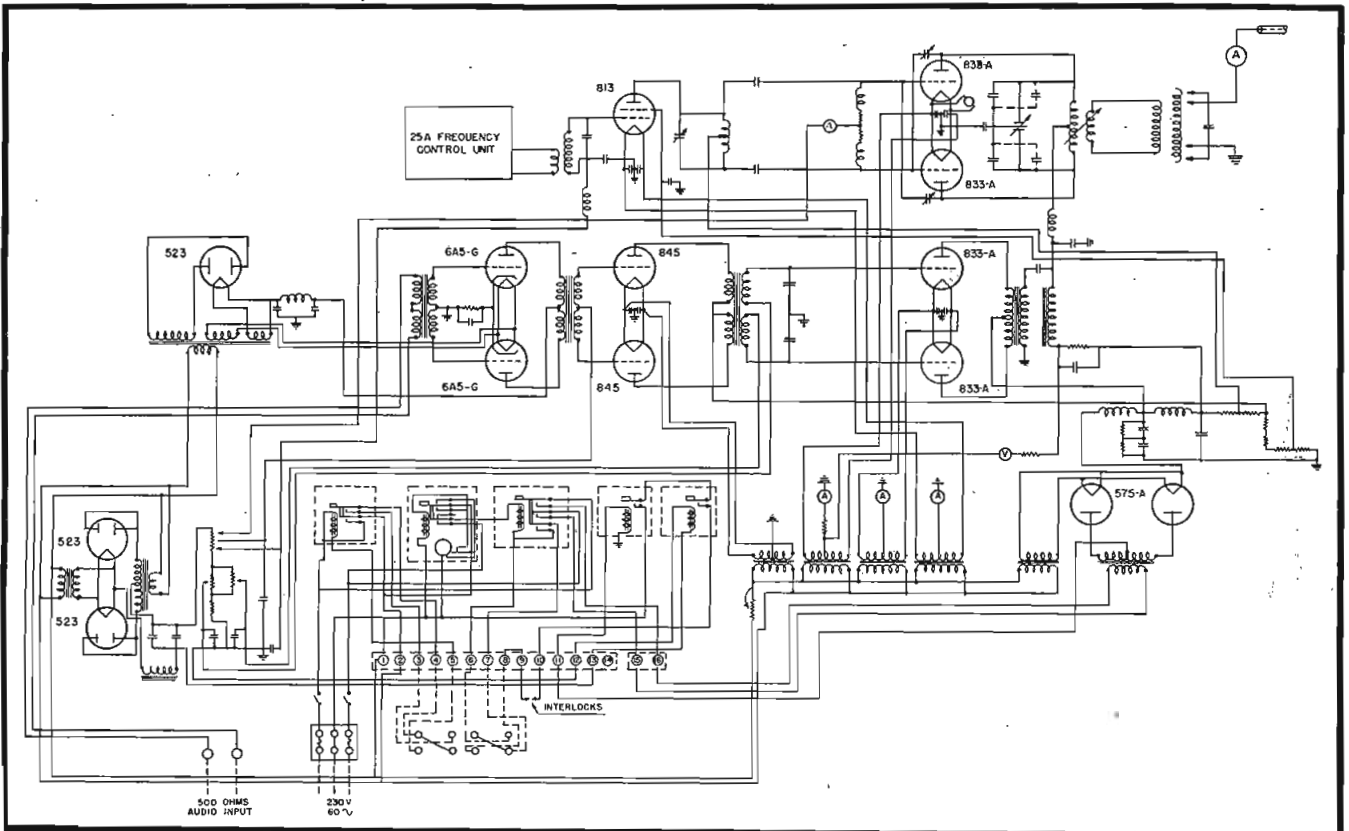 838-A
A
813
25A FREQUENCY
CONTROL UNIT
A
833-A
523
6A5-G
845
833-A
6A5-G
845
833-A
V
A
A
A
575-A
523
523
1 2 3 4 5 6 7 8 9 10 11 12 13 14 15 16
INTERLOCKS
500 OHMS
AUDIO INPUT
230 V
60 ~